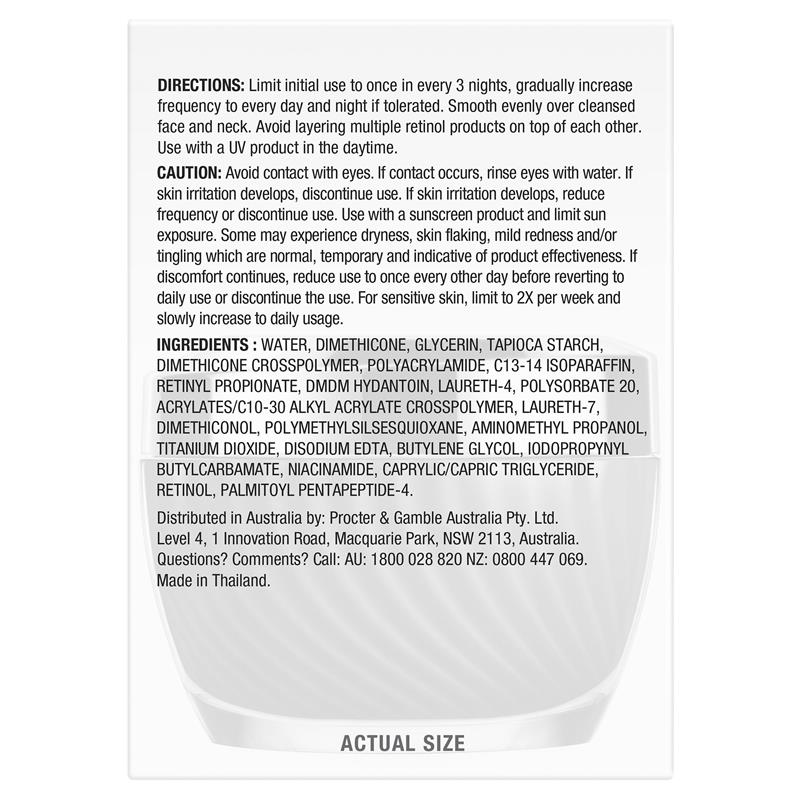 DIRECTIONS: Limit initial use to once in every 3 nights, gradually increase
frequency to every day and night if tolerated. Smooth evenly over cleansed
face and neck. Avoid layering multiple retinol products on top of each other.
Use with a UV product in the daytime.
CAUTION: Avoid contact with eyes. If contact occurs, rinse eyes with water. If
skin irritation develops, discontinue use. If skin irritation develops, reduce
frequency or discontinue use. Use with a sunscreen product and limit sun
exposure. Some may experience dryness, skin flaking, mild redness and/or
tingling which are normal, temporary and indicative of product effectiveness. If
discomfort continues, reduce use to once every other day before reverting to
daily use or discontinue the use. For sensitive skin, limit to 2X per week and
slowly increase to daily usage.
INGREDIENTS : WATER, DIMETHICONE, GLYCERIN, TAPIOCA STARCH,
DIMETHICONE CROSSPOLYMER, POLYACRYLAMIDE, C13-14 ISOPARAFFIN,
RETINYL PROPIONATE, DMDM HYDANTOIN, LAURETH-4, POLYSORBATE 20,
ACRYLATES/C10-30 ALKYL ACRYLATE CROSSPOLYMER, LAURETH-7,
DIMETHICONOL, POLYMETHYLSILSESQUIOXANE, AMINOMETHYL PROPANOL,
TITANIUM DIOXIDE, DISODIUM EDTA, BUTYLENE GLYCOL, IODOPROPYNYL
BUTYLCARBAMATE, NIACINAMIDE, CAPRYLIC/CAPRIC TRIGLYCERIDE,
RETINOL, PALMITOYL PENTAPEPTIDE-4.
Distributed in Australia by: Procter & Gamble Australia Pty. Ltd.
Level 4, 1 Innovation Road, Macquarie Park, NSW 2113, Australia.
Questions? Comments? Call: AU: 1800 028 820 NZ: 0800 447 069.
Made in Thailand.
ACTUAL SIZE